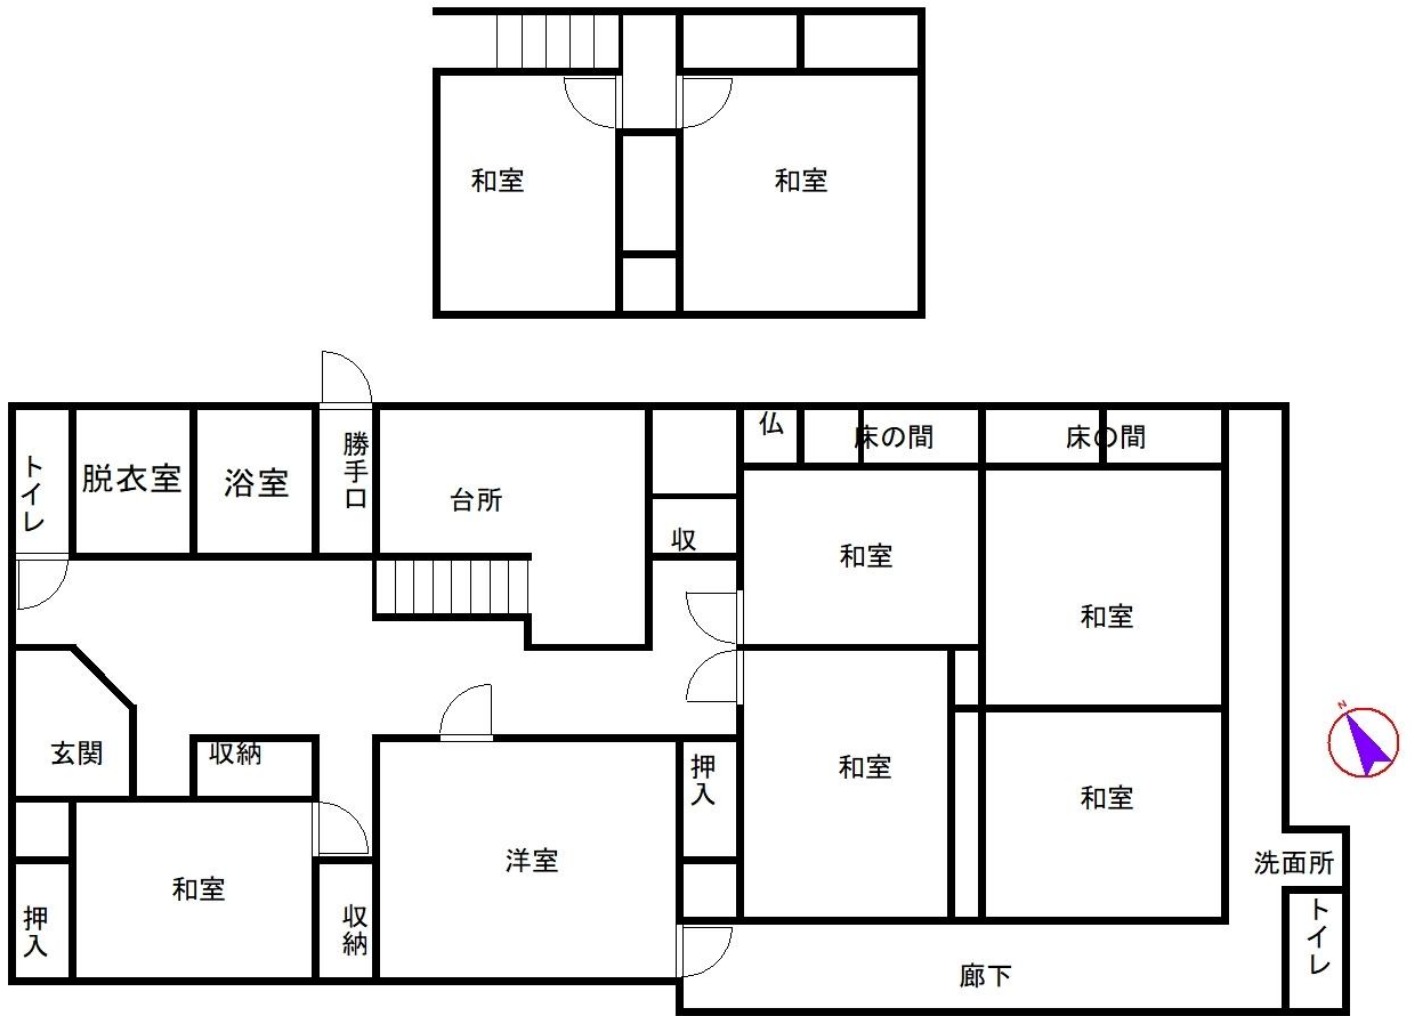 和室
和室
トイレ
脱衣室
浴室
勝手口
台所
収
仏
床の間
床の間
和室
和室
N
玄関
収納
押入
和室
和室
洋室
洗面所
押入
和室
収納
トイレ
廊下